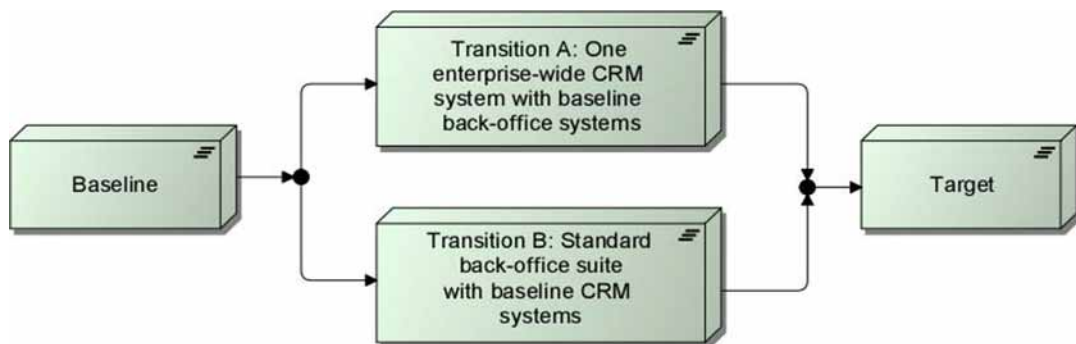 Transition A: One
enterprise-wide CRM
system with baseline
back-office systems
Baseline
Target
Transition B: Standard
back-office suite
with baseline CRM
systems